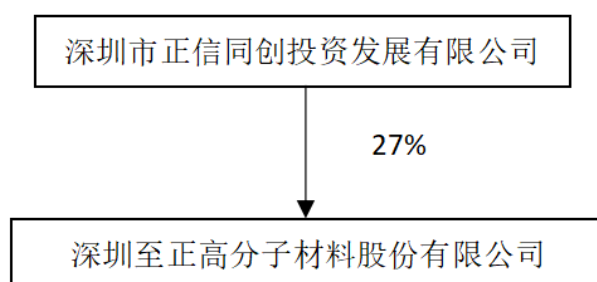 深圳市正信同创投资发展有限公司
27%
深圳至正高分子材料股份有限公司